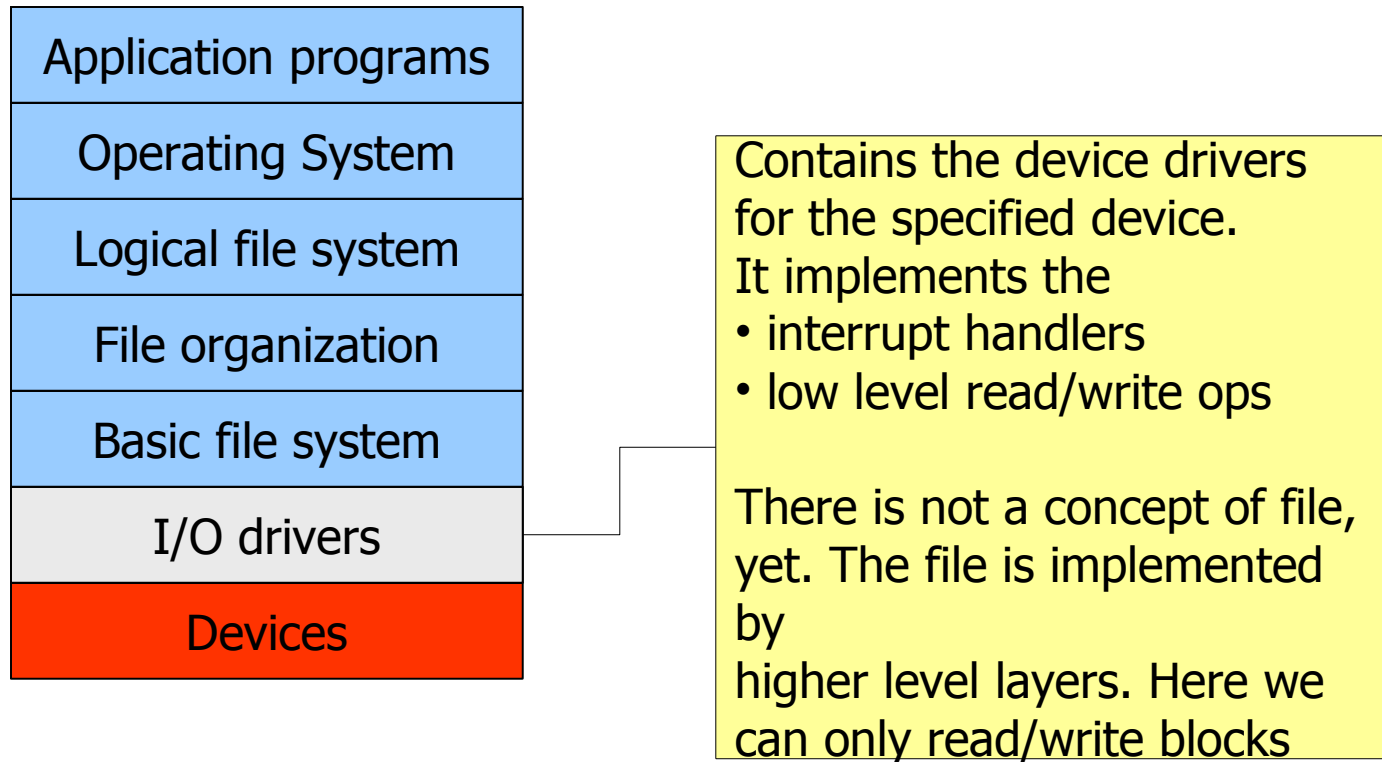 Application programs
Operating System
Logical file system
File organization
Basic file system
I/O drivers
Devices
Contains the device drivers
for the specified device.
It implements the
• interrupt handlers
• low level read/write ops
There is not a concept of file,
yet. The file is implemented
by
higher level layers. Here we
can only read/write blocks